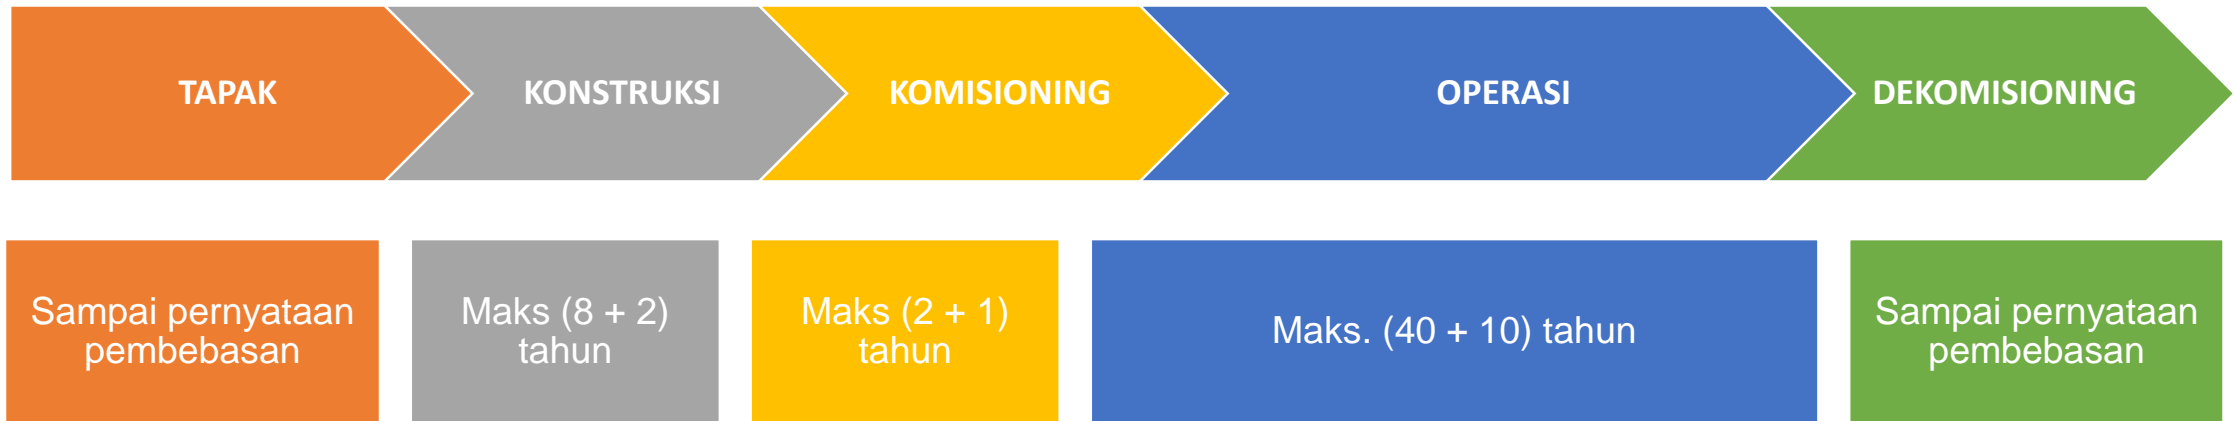 TAPAK
KONSTRUKSI
KOMISIONING
OPERASI
DEKOMISIONING
Sampai pernyataan
pembebasan
Maks (8 + 2)
tahun
Maks (2 + 1)
tahun
Maks. (40 + 10) tahun
Sampai pernyataan
pembebasan